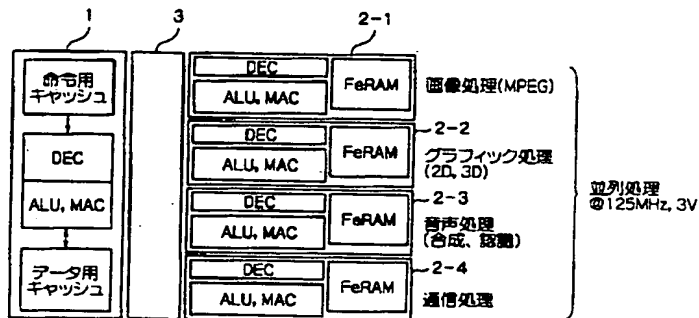 1
3
2-1
命令用
キャッシュ
DEC
ALU, MAC
データ用
キャッシュ
DEC
ALU, MAC
FeRAM
画像処理(MPEG)
2-2
DEC
ALU, MAC
FeRAM
グラフィック処理
(2D, 3D)
2-3
DEC
ALU, MAC
FeRAM
音声処理
(合成、認識)
2-4
DEC
ALU, MAC
FeRAM
通信処理
並列処理
@125MHz, 3V